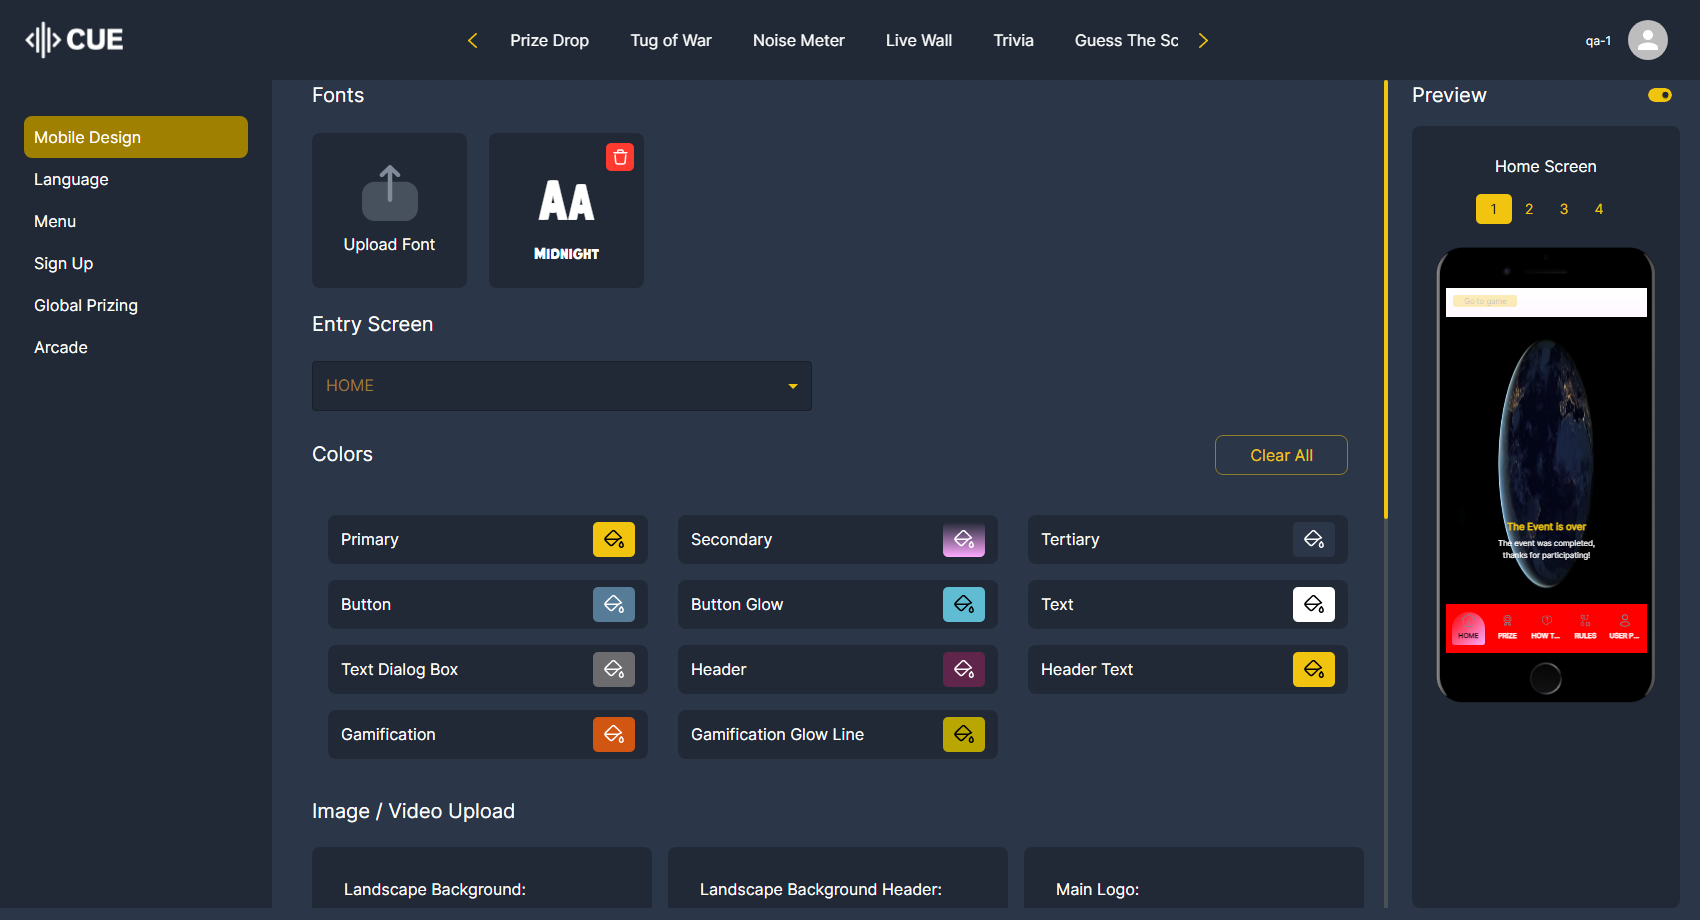 CUE
Prize Drop
Tug of War
Noise Meter
Live Wall
Trivia
Guess The Sc
qa-1
Mobile Design
Language
Menu
Sign Up
Global Prizing
Arcade
Fonts
Upload Font
AA
MIDNIGHT
Entry Screen
HOME
Colors
Clear All
Primary
Secondary
Tertiary
Button
Button Glow
Text
Text Dialog Box
Header
Header Text
Gamification
Gamification Glow Line
Image / Video Upload
Landscape Background:
Landscape Background Header:
Main Logo:
Preview
Home Screen
1 2 3 4
Go to game
The Event is over
The event was completed,
thanks for participating!
HOME PRIZE HOW T... RULES USER P...